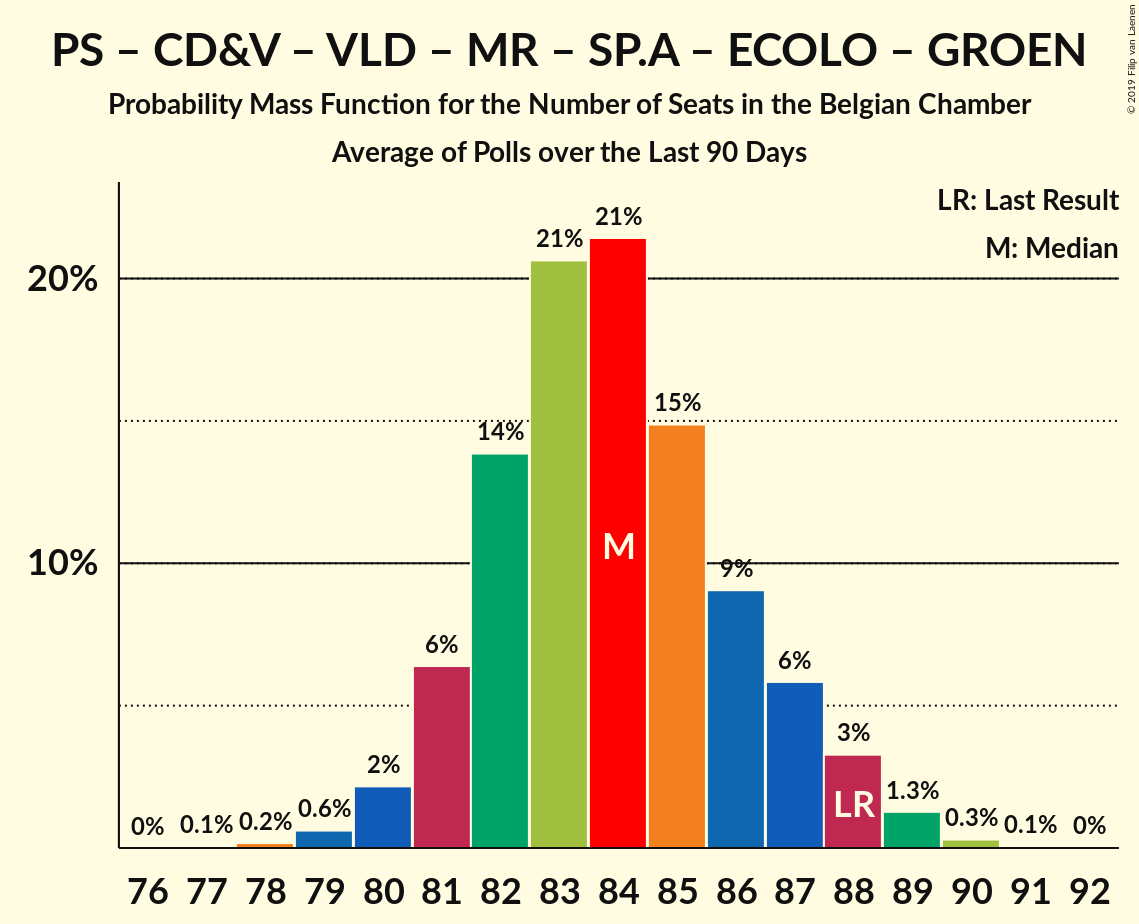 PS – CD&V – VLD – MR – SP.A – ECOLO – GROEN
Probability Mass Function for the Number of Seats in the Belgian Chamber
Average of Polls over the Last 90 Days
© 2019 Filip van Laenen
LR: Last Result
M: Median
20%
10%
0%
0.1%
0.2%
0.6%
2%
6%
14%
21%
21%
15%
9%
6%
3%
1.3%
0.3%
0.1%
0%
M
LR
76 77 78 79 80 81 82 83 84 85 86 87 88 89 90 91 92